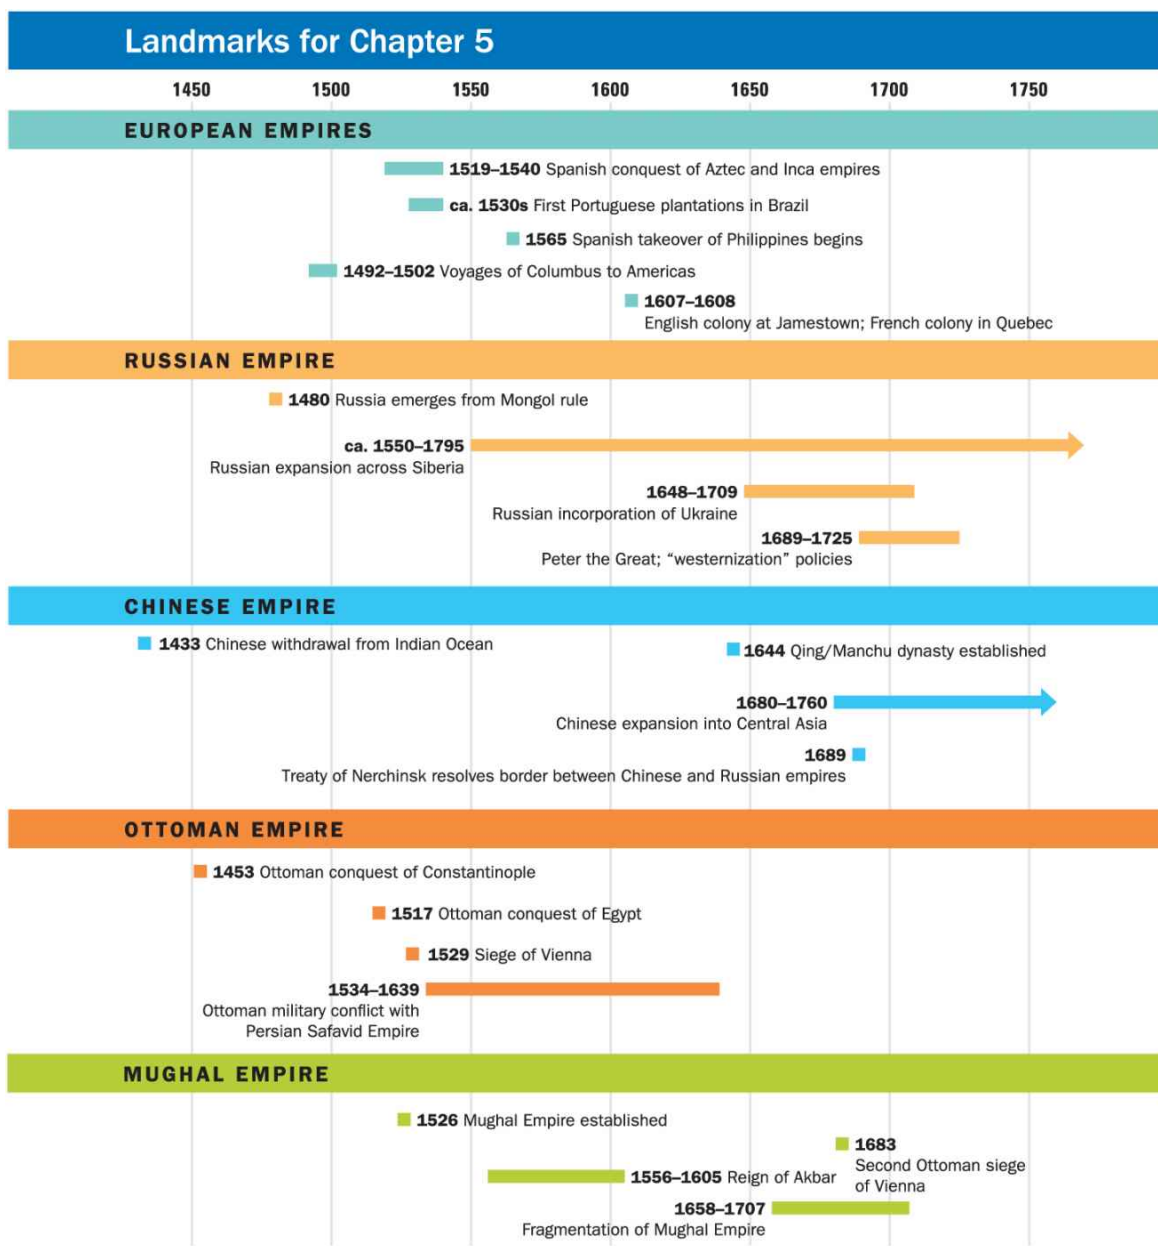 Landmarks for Chapter 5
1450 1500 1550 1600 1650 1700 1750
EUROPEAN EMPIRES
1519–1540 Spanish conquest of Aztec and Inca empires
ca. 1530s First Portuguese plantations in Brazil
1565 Spanish takeover of Philippines begins
1492–1502 Voyages of Columbus to Americas
1607–1608
English colony at Jamestown; French colony in Quebec
RUSSIAN EMPIRE
1480 Russia emerges from Mongol rule
ca. 1550–1795
Russian expansion across Siberia
1648–1709
Russian incorporation of Ukraine
1689–1725
Peter the Great; “westernization” policies
CHINESE EMPIRE
1433 Chinese withdrawal from Indian Ocean
1644 Qing/Manchu dynasty established
1680–1760
Chinese expansion into Central Asia
1689
Treaty of Nerchinsk resolves border between Chinese and Russian empires
OTTOMAN EMPIRE
1453 Ottoman conquest of Constantinople
1517 Ottoman conquest of Egypt
1529 Siege of Vienna
1534–1639
Ottoman military conflict with
Persian Safavid Empire
MUGHAL EMPIRE
1526 Mughal Empire established
1683
Second Ottoman siege
of Vienna
1556–1605 Reign of Akbar
1658–1707
Fragmentation of Mughal Empire